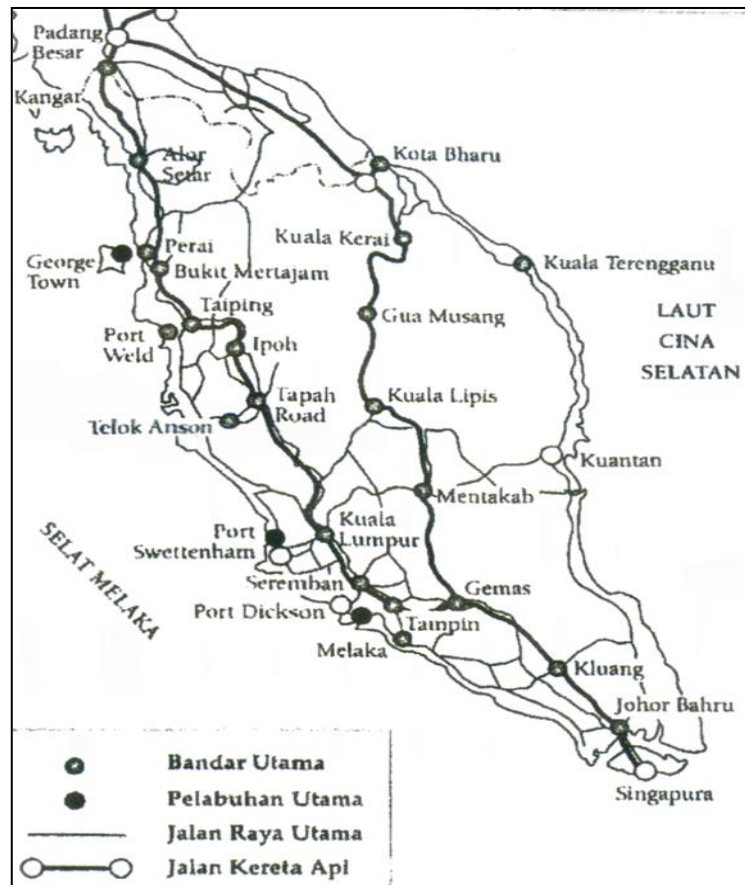 Padang
Besar
Kangar
Alor
Setar
Kota Bharu
Kuala Kerai
Perai
George
Town
Bukit Mertajam
Kuala Terengganu
Taiping
Gua Musang
LAUT
CINA
SELATAN
Port
Weld
Ipoh
Tapah
Road
Kuala Lipis
Telok Anson
Kuantan
Mentakab
SELAT MELAKA
Port
Swettenham
Kuala
Lumpur
Seremban
Gemas
Port Dickson
Tampin
Melaka
Kluang
Johor Bahru
Singapura
Bandar Utama
Pelabuhan Utama
Jalan Raya Utama
Jalan Kereta Api